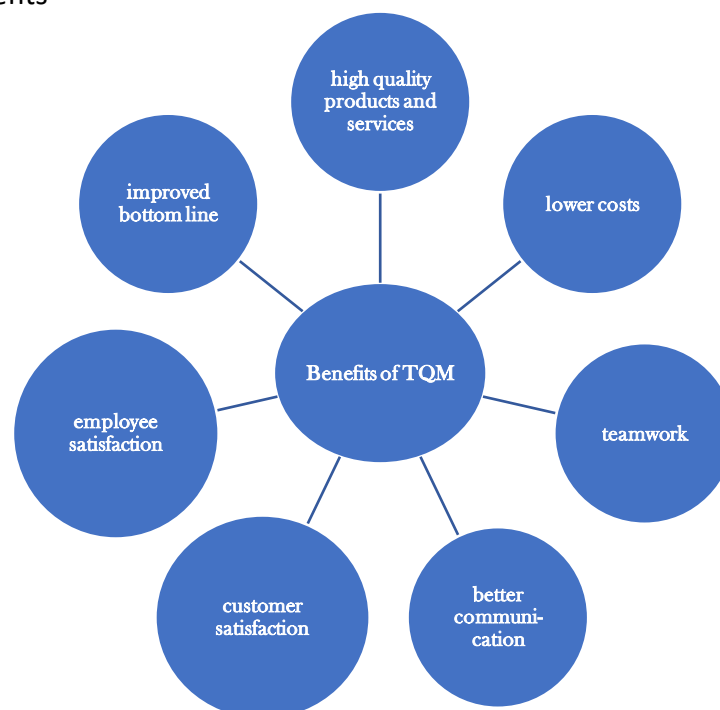 high quality
products and
services
improved
bottom line
lower costs
Benefits of TQM
employee
satisfaction
teamwork
customer
satisfaction
better
communi-
cation